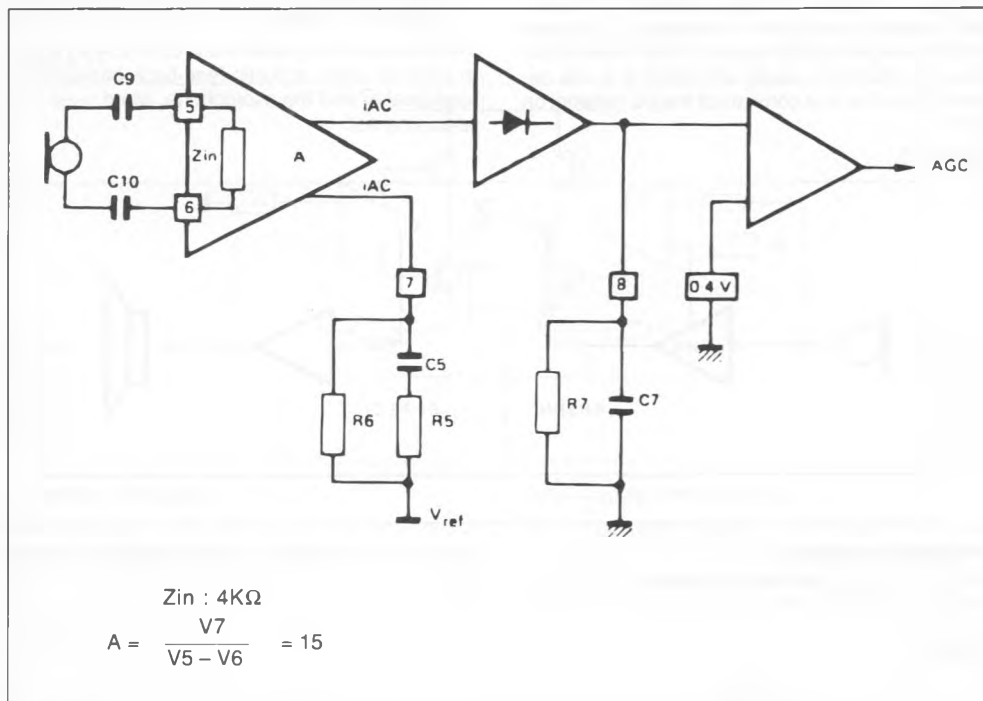 C9
5
iAC
Zin
A
AGC
C10
6
iAC
7
8
0 4 V
C5
R6
R5
R7
C7
Vref
Zin : 4KΩ
A = V7 / V5 – V6 = 15